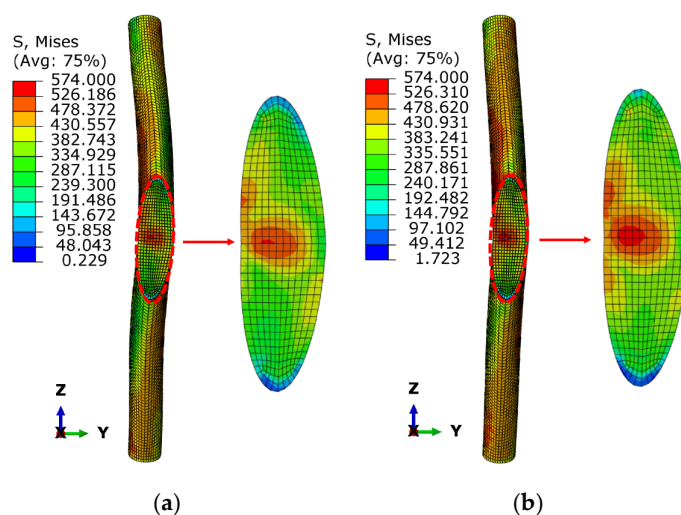 S, Mises
(Avg: 75%)
574.000
526.186
478.372
430.557
382.743
334.929
287.115
239.300
191.486
143.672
95.858
48.043
0.229
Z
X
Y
(a)
S, Mises
(Avg: 75%)
574.000
526.310
478.620
430.931
383.241
335.551
287.861
240.171
192.482
144.792
97.102
49.412
1.723
Z
X
Y
(b)